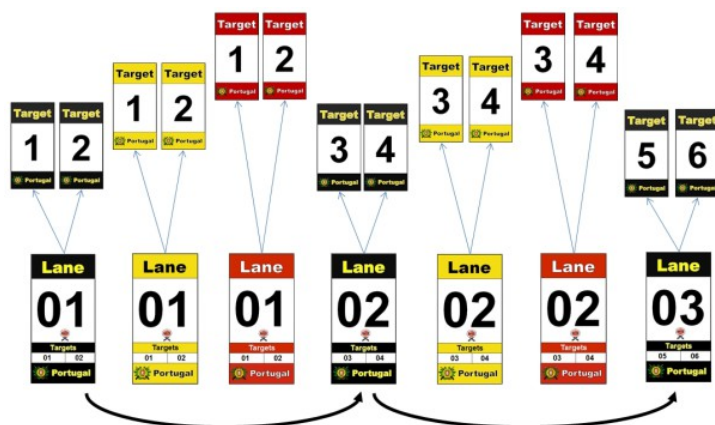 Target
1
Portugal
Target
2
Portugal
Target
1
Portugal
Target
2
Portugal
Target
1
Portugal
Target
2
Portugal
Target
3
Portugal
Target
4
Portugal
Target
3
Portugal
Target
4
Portugal
Target
3
Portugal
Target
4
Portugal
Target
5
Portugal
Target
6
Portugal
Lane
01
Targets
01 02
Portugal
Lane
01
Targets
01 02
Portugal
Lane
01
Targets
01 02
Portugal
Lane
02
Targets
03 04
Portugal
Lane
02
Targets
03 04
Portugal
Lane
02
Targets
03 04
Portugal
Lane
03
Targets
05 06
Portugal